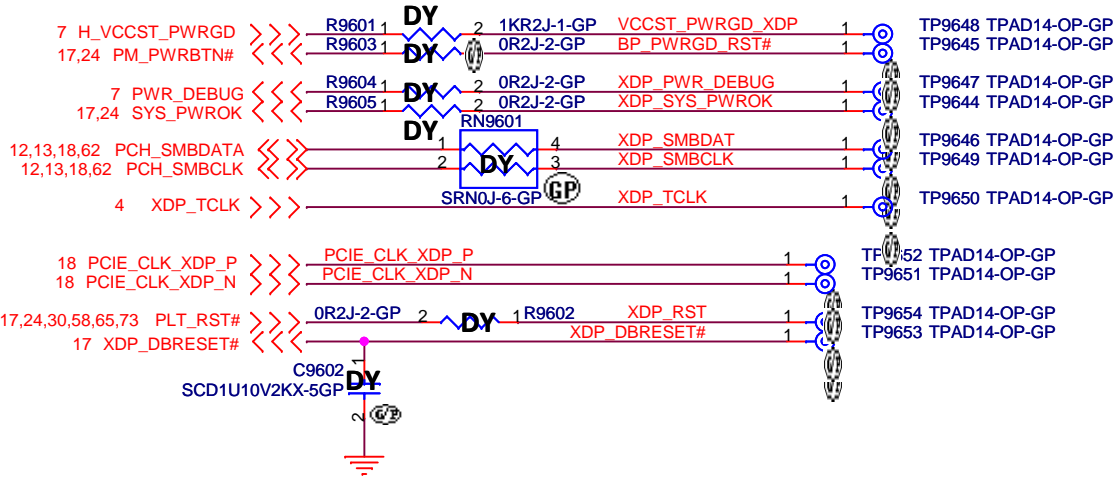 7 H_VCCST_PWRGD R9601 1 DY 2 1KR2J-1-GP VCCST_PWRGD_XDP 1 TP9648 TPAD14-OP-GP
17,24 PM_PWRBTN# R9603 1 DY 0R2J-2-GP BP_PWRGD_RST# 1 TP9645 TPAD14-OP-GP
7 PWR_DEBUG R9604 1 DY 2 0R2J-2-GP XDP_PWR_DEBUG 1 TP9647 TPAD14-OP-GP
17,24 SYS_PWROK R9605 1 DY 2 0R2J-2-GP XDP_SYS_PWROK 1 TP9644 TPAD14-OP-GP
RN9601
12,13,18,62 PCH_SMBDATA 1 4 XDP_SMBDAT 1 TP9646 TPAD14-OP-GP
12,13,18,62 PCH_SMBCLK 2 DY 3 XDP_SMBCLK 1 TP9649 TPAD14-OP-GP
SRN0J-6-GP GP
4 XDP_TCLK XDP_TCLK 1 TP9650 TPAD14-OP-GP
18 PCIE_CLK_XDP_P PCIE_CLK_XDP_P 1 TPAD14-OP-GP
18 PCIE_CLK_XDP_N PCIE_CLK_XDP_N 1 TP9651 TPAD14-OP-GP
17,24,30,58,65,73 PLT_RST# 0R2J-2-GP 2 DY 1 R9602 XDP_RST 1 TP9654 TPAD14-OP-GP
17 XDP_DBRESET# XDP_DBRESET# 1 TP9653 TPAD14-OP-GP
1
C9602 DY
SCD1U10V2KX-5GP
2